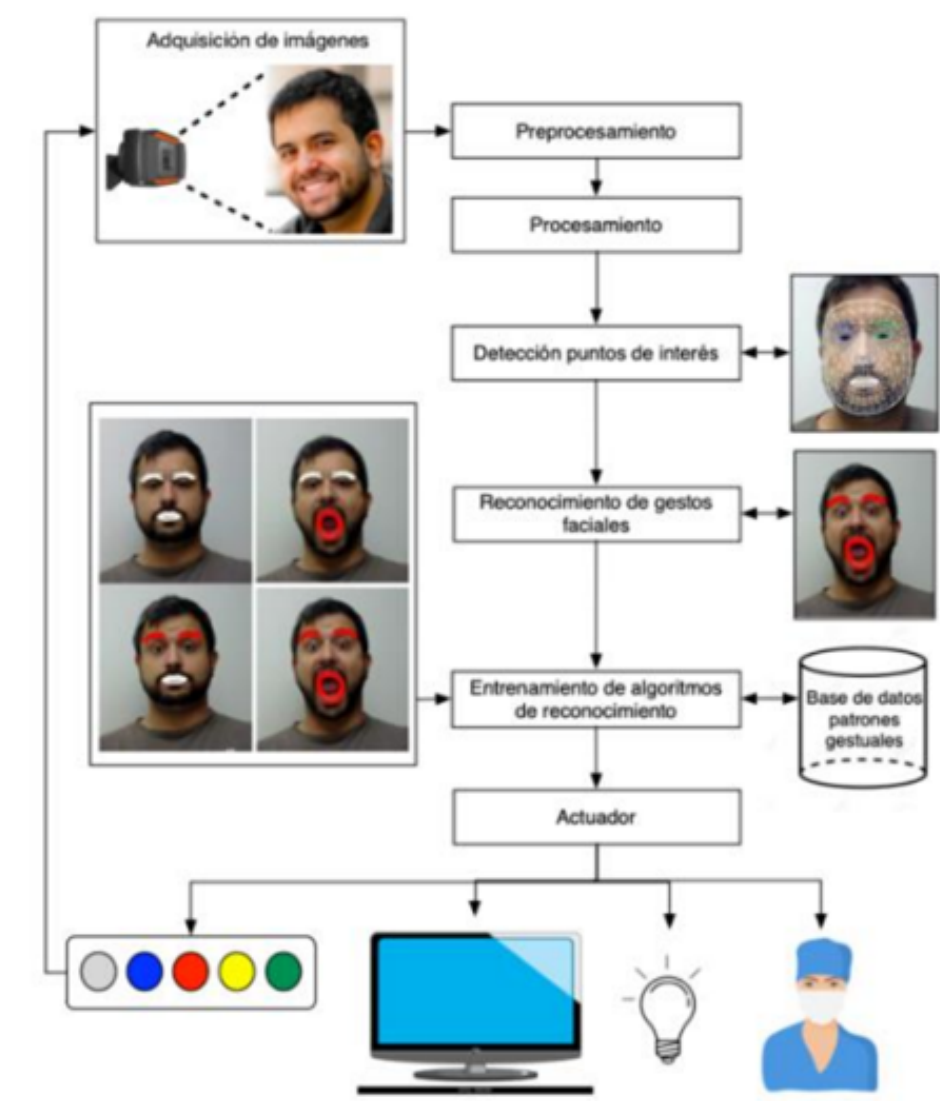 Adquisición de imágenes
Preprocesamiento
Procesamiento
Detección puntos de interés
Reconocimiento de gestos
faciales
Entrenamiento de algoritmos
de reconocimiento
Base de datos
patrones
gestuales
Actuador